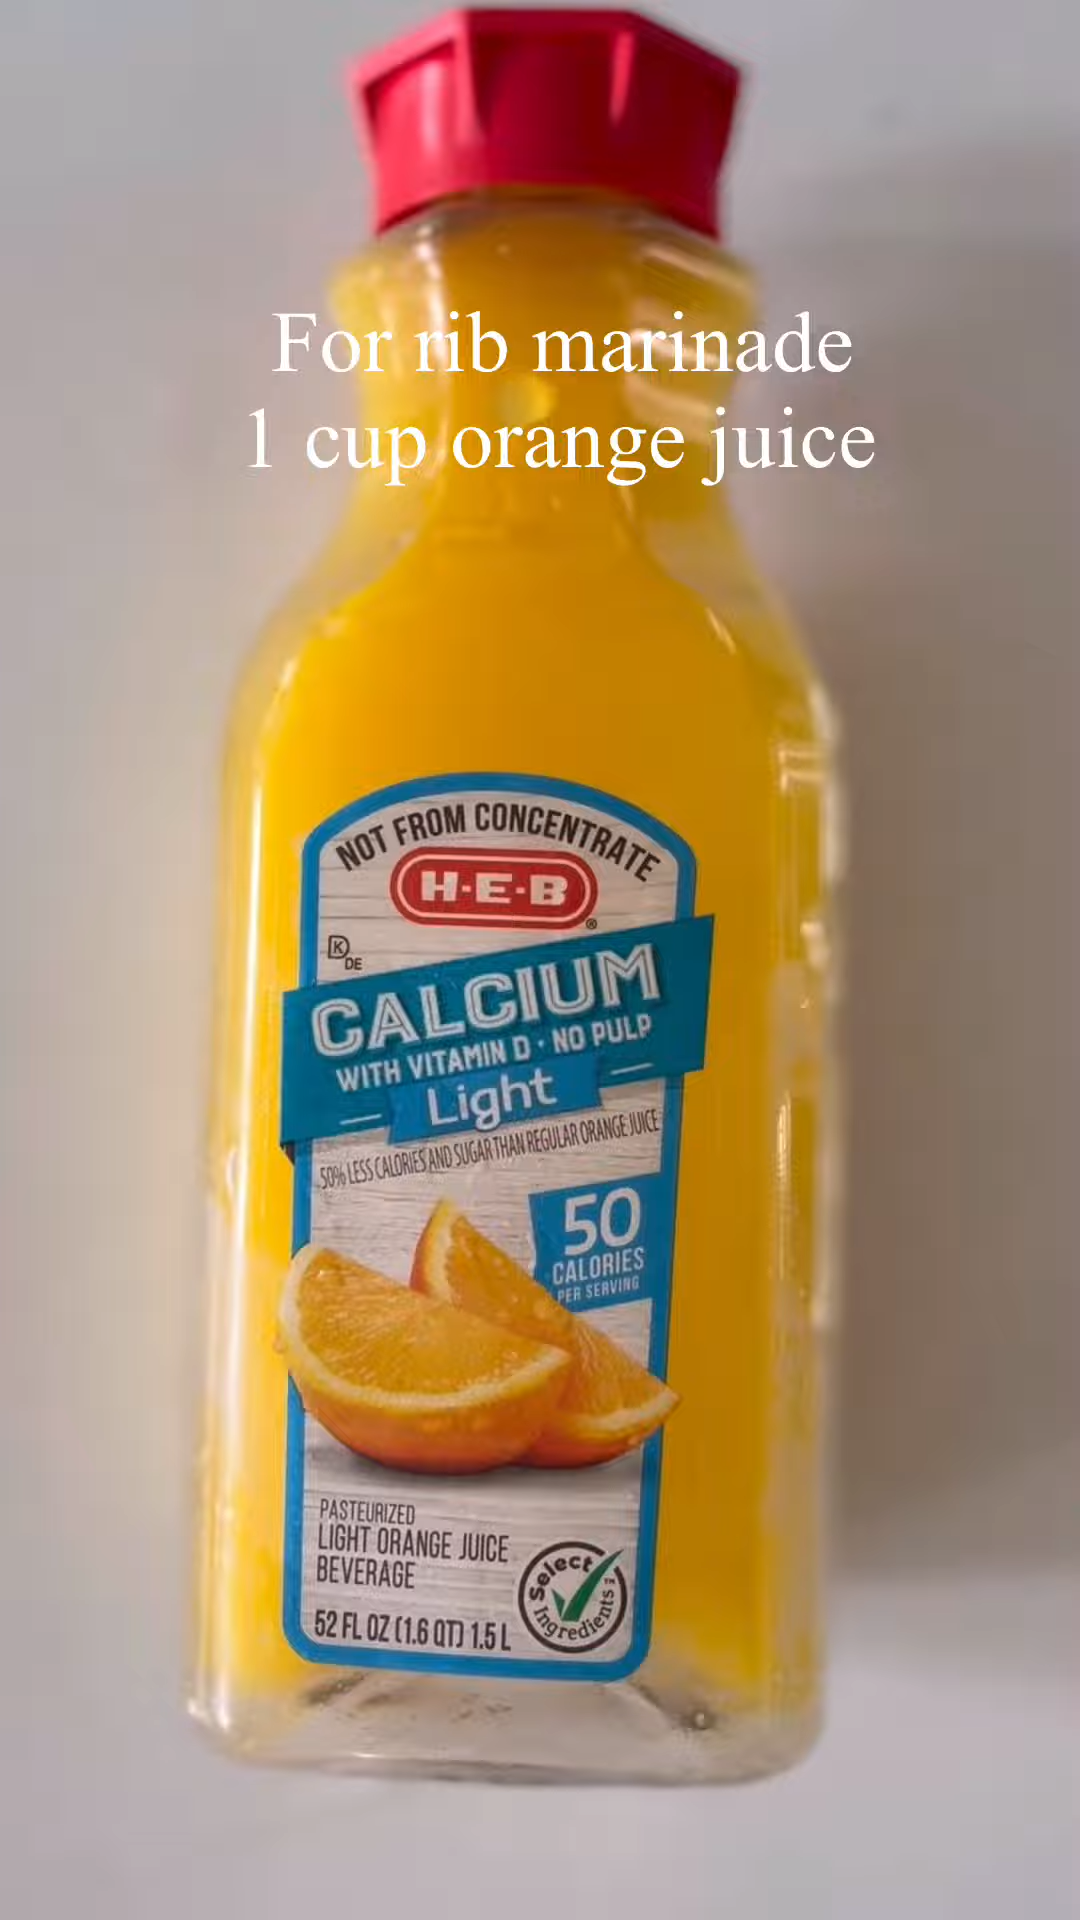 For rib marinade
1 cup orange juice
NOT FROM CONCENTRATE
H-E-B®
K
DE
CALCIUM
WITH VITAMIN D · NO PULP
Light
50% LESS CALORIES AND SUGAR THAN REGULAR ORANGE JUICE
50
CALORIES
PER SERVING
PASTEURIZED
LIGHT ORANGE JUICE
BEVERAGE
Select™
Ingredients
52 FL OZ (1.6 QT) 1.5 L